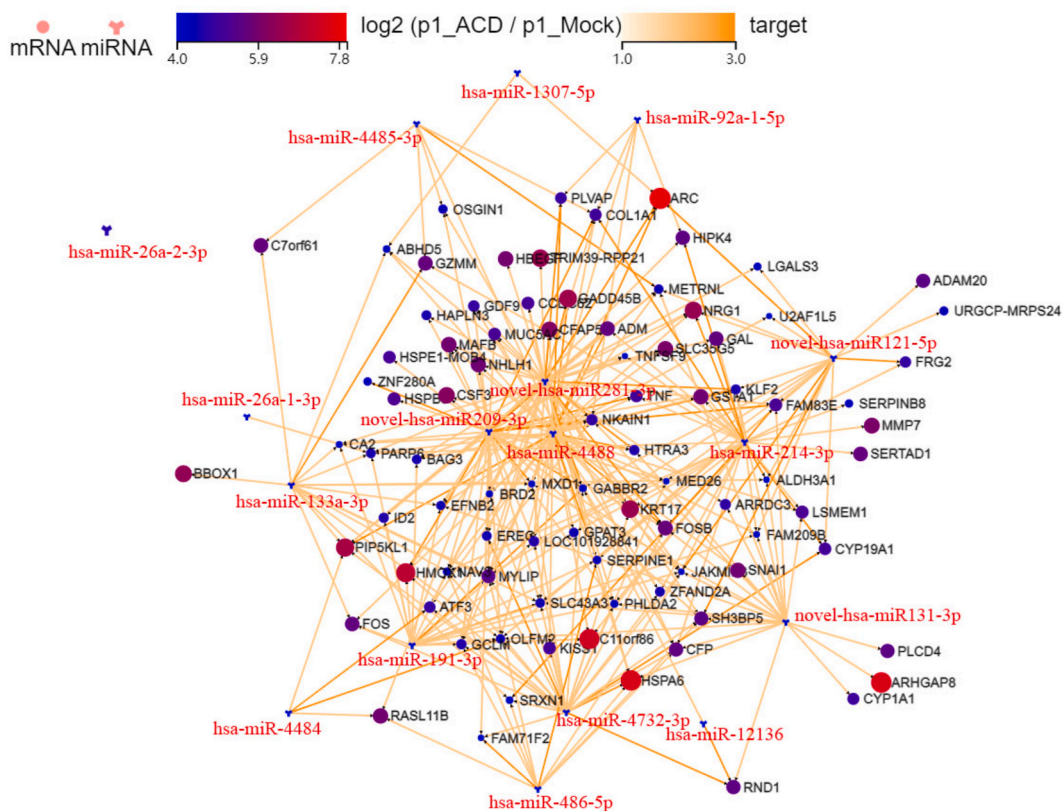 mRNA miRNA
log2 (p1_ACD / p1_Mock)
target
4.0 5.9 7.8
1.0 3.0
hsa-miR-1307-5p
hsa-miR-92a-1-5p
hsa-miR-4485-3p
PLVAP
ARC
OSGIN1
COL1A1
hsa-miR-26a-2-3p
C7orf61
ABHD5
HIPK4
GZMM
TRIM39-RPP21
LGALS3
ADAM20
METRNL
GADD45B
GDF9
HAPLN3
NRG1
U2AF1L5
URGCP-MRPS24
MUC5AC
CFAP5
ADM
GAL
novel-hsa-miR121-5p
MAFB
SLC35G5
HSPE1-MOB4
TNFSF9
FRG2
NHLH1
ZNF280A
novel-hsa-miR281-3p
KLF2
CSF3
GSTA1
hsa-miR-26a-1-3p
novel-hsa-miR209-3p
FAM83E
SERPINB8
NKAIN1
MMP7
hsa-miR-4488
CA2
PARP6
BAG3
HTRA3
hsa-miR-214-3p
SERTAD1
BBOX1
hsa-miR-133a-3p
MXD1
GABBR2
MED26
ALDH3A1
BRD2
EFNB2
ARRDC3
LSMEM1
ID2
KRT17
FOSB
GPAT3
FAM209B
EREG
LOC101928841
PIP5KL1
CYP19A1
SERPINE1
HMOX1
MYLIP
SNAI1
ZFAND2A
ATF3
SLC43A3
PHLDA2
FOS
SH3BP5
novel-hsa-miR131-3p
OLFM2
C11orf86
GCLM
KISS1
CFP
PLCD4
hsa-miR-191-3p
HSPA6
ARHGAP8
SRXN1
CYP1A1
hsa-miR-4484
RASL11B
hsa-miR-4732-3p
hsa-miR-12136
FAM71F2
RND1
hsa-miR-486-5p